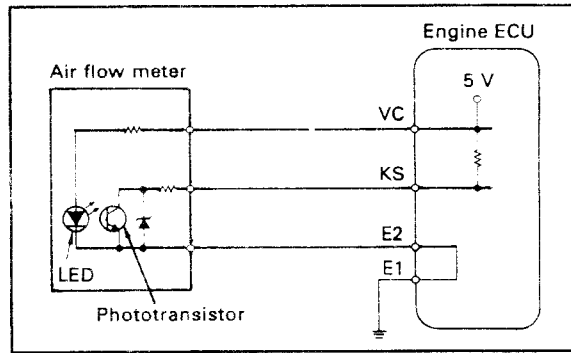 Engine ECU
Air flow meter
5 V
VC
KS
E2
E1
LED
Phototransistor